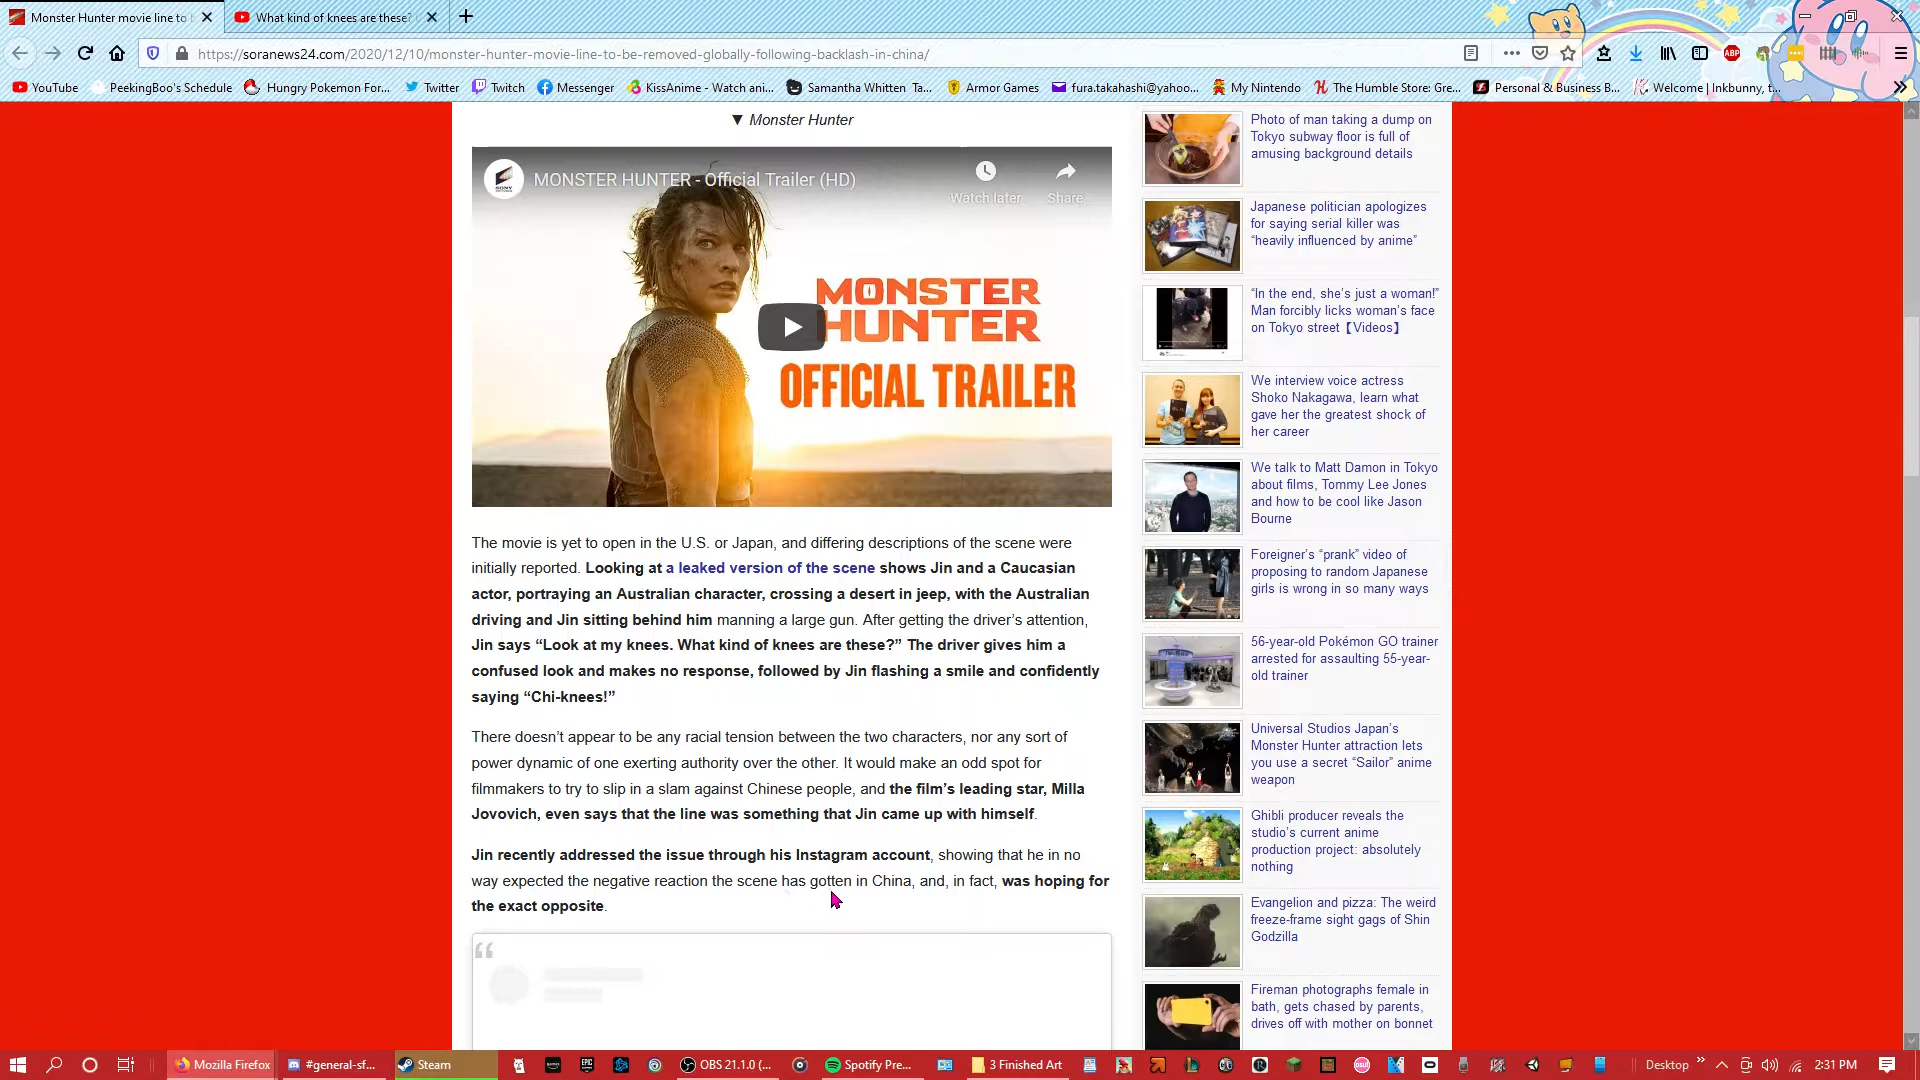 Monster Hunter movie line to b
What kind of knees are these?
https://soranews24.com/2020/12/10/monster-hunter-movie-line-to-be-removed-globally-following-backlash-in-china/
ABP
YouTube
PeekingBoo's Schedule
Hungry Pokemon For...
Twitter
Twitch
Messenger
KissAnime - Watch ani...
Samantha Whitten Ta...
Armor Games
fura.takahashi@yahoo...
My Nintendo
The Humble Store: Gre...
Personal & Business B...
Welcome | Inkbunny, t...
▼ Monster Hunter
SONY
MONSTER HUNTER - Official Trailer (HD)
Watch later
Share
MONSTER
HUNTER
OFFICIAL TRAILER
The movie is yet to open in the U.S. or Japan, and differing descriptions of the scene were
initially reported. Looking at a leaked version of the scene shows Jin and a Caucasian
actor, portraying an Australian character, crossing a desert in jeep, with the Australian
driving and Jin sitting behind him manning a large gun. After getting the driver's attention,
Jin says “Look at my knees. What kind of knees are these?” The driver gives him a
confused look and makes no response, followed by Jin flashing a smile and confidently
saying “Chi-knees!”
There doesn't appear to be any racial tension between the two characters, nor any sort of
power dynamic of one exerting authority over the other. It would make an odd spot for
filmmakers to try to slip in a slam against Chinese people, and the film's leading star, Milla
Jovovich, even says that the line was something that Jin came up with himself.
Jin recently addressed the issue through his Instagram account, showing that he in no
way expected the negative reaction the scene has gotten in China, and, in fact, was hoping for
the exact opposite.
Photo of man taking a dump on
Tokyo subway floor is full of
amusing background details
Japanese politician apologizes
for saying serial killer was
“heavily influenced by anime”
“In the end, she's just a woman!”
Man forcibly licks woman's face
on Tokyo street【Videos】
We interview voice actress
Shoko Nakagawa, learn what
gave her the greatest shock of
her career
We talk to Matt Damon in Tokyo
about films, Tommy Lee Jones
and how to be cool like Jason
Bourne
Foreigner's “prank” video of
proposing to random Japanese
girls is wrong in so many ways
56-year-old Pokémon GO trainer
arrested for assaulting 55-year-
old trainer
Universal Studios Japan's
Monster Hunter attraction lets
you use a secret “Sailor” anime
weapon
Ghibli producer reveals the
studio's current anime
production project: absolutely
nothing
Evangelion and pizza: The weird
freeze-frame sight gags of Shin
Godzilla
Fireman photographs female in
bath, gets chased by parents,
drives off with mother on bonnet
Mozilla Firefox
#general-sf...
Steam
OBS 21.1.0 (...
Spotify Pre...
3 Finished Art
Desktop
2:31 PM